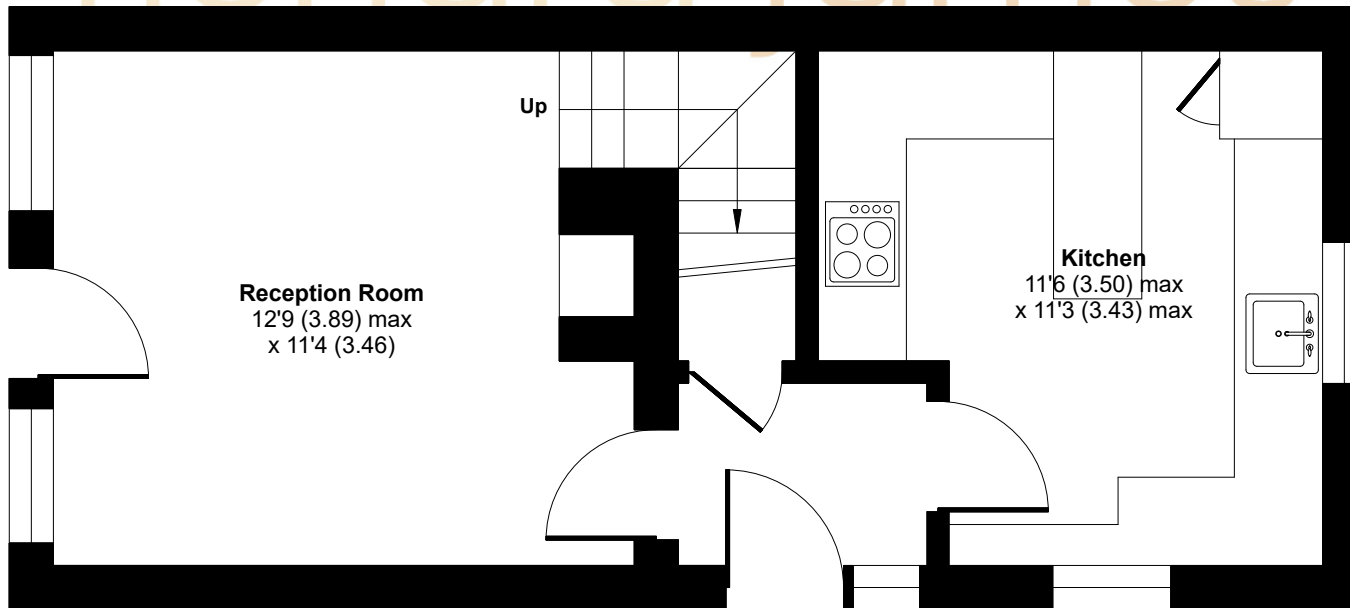 Up
Reception Room
12'9 (3.89) max
x 11'4 (3.46)
Kitchen
11'6 (3.50) max
x 11'3 (3.43) max